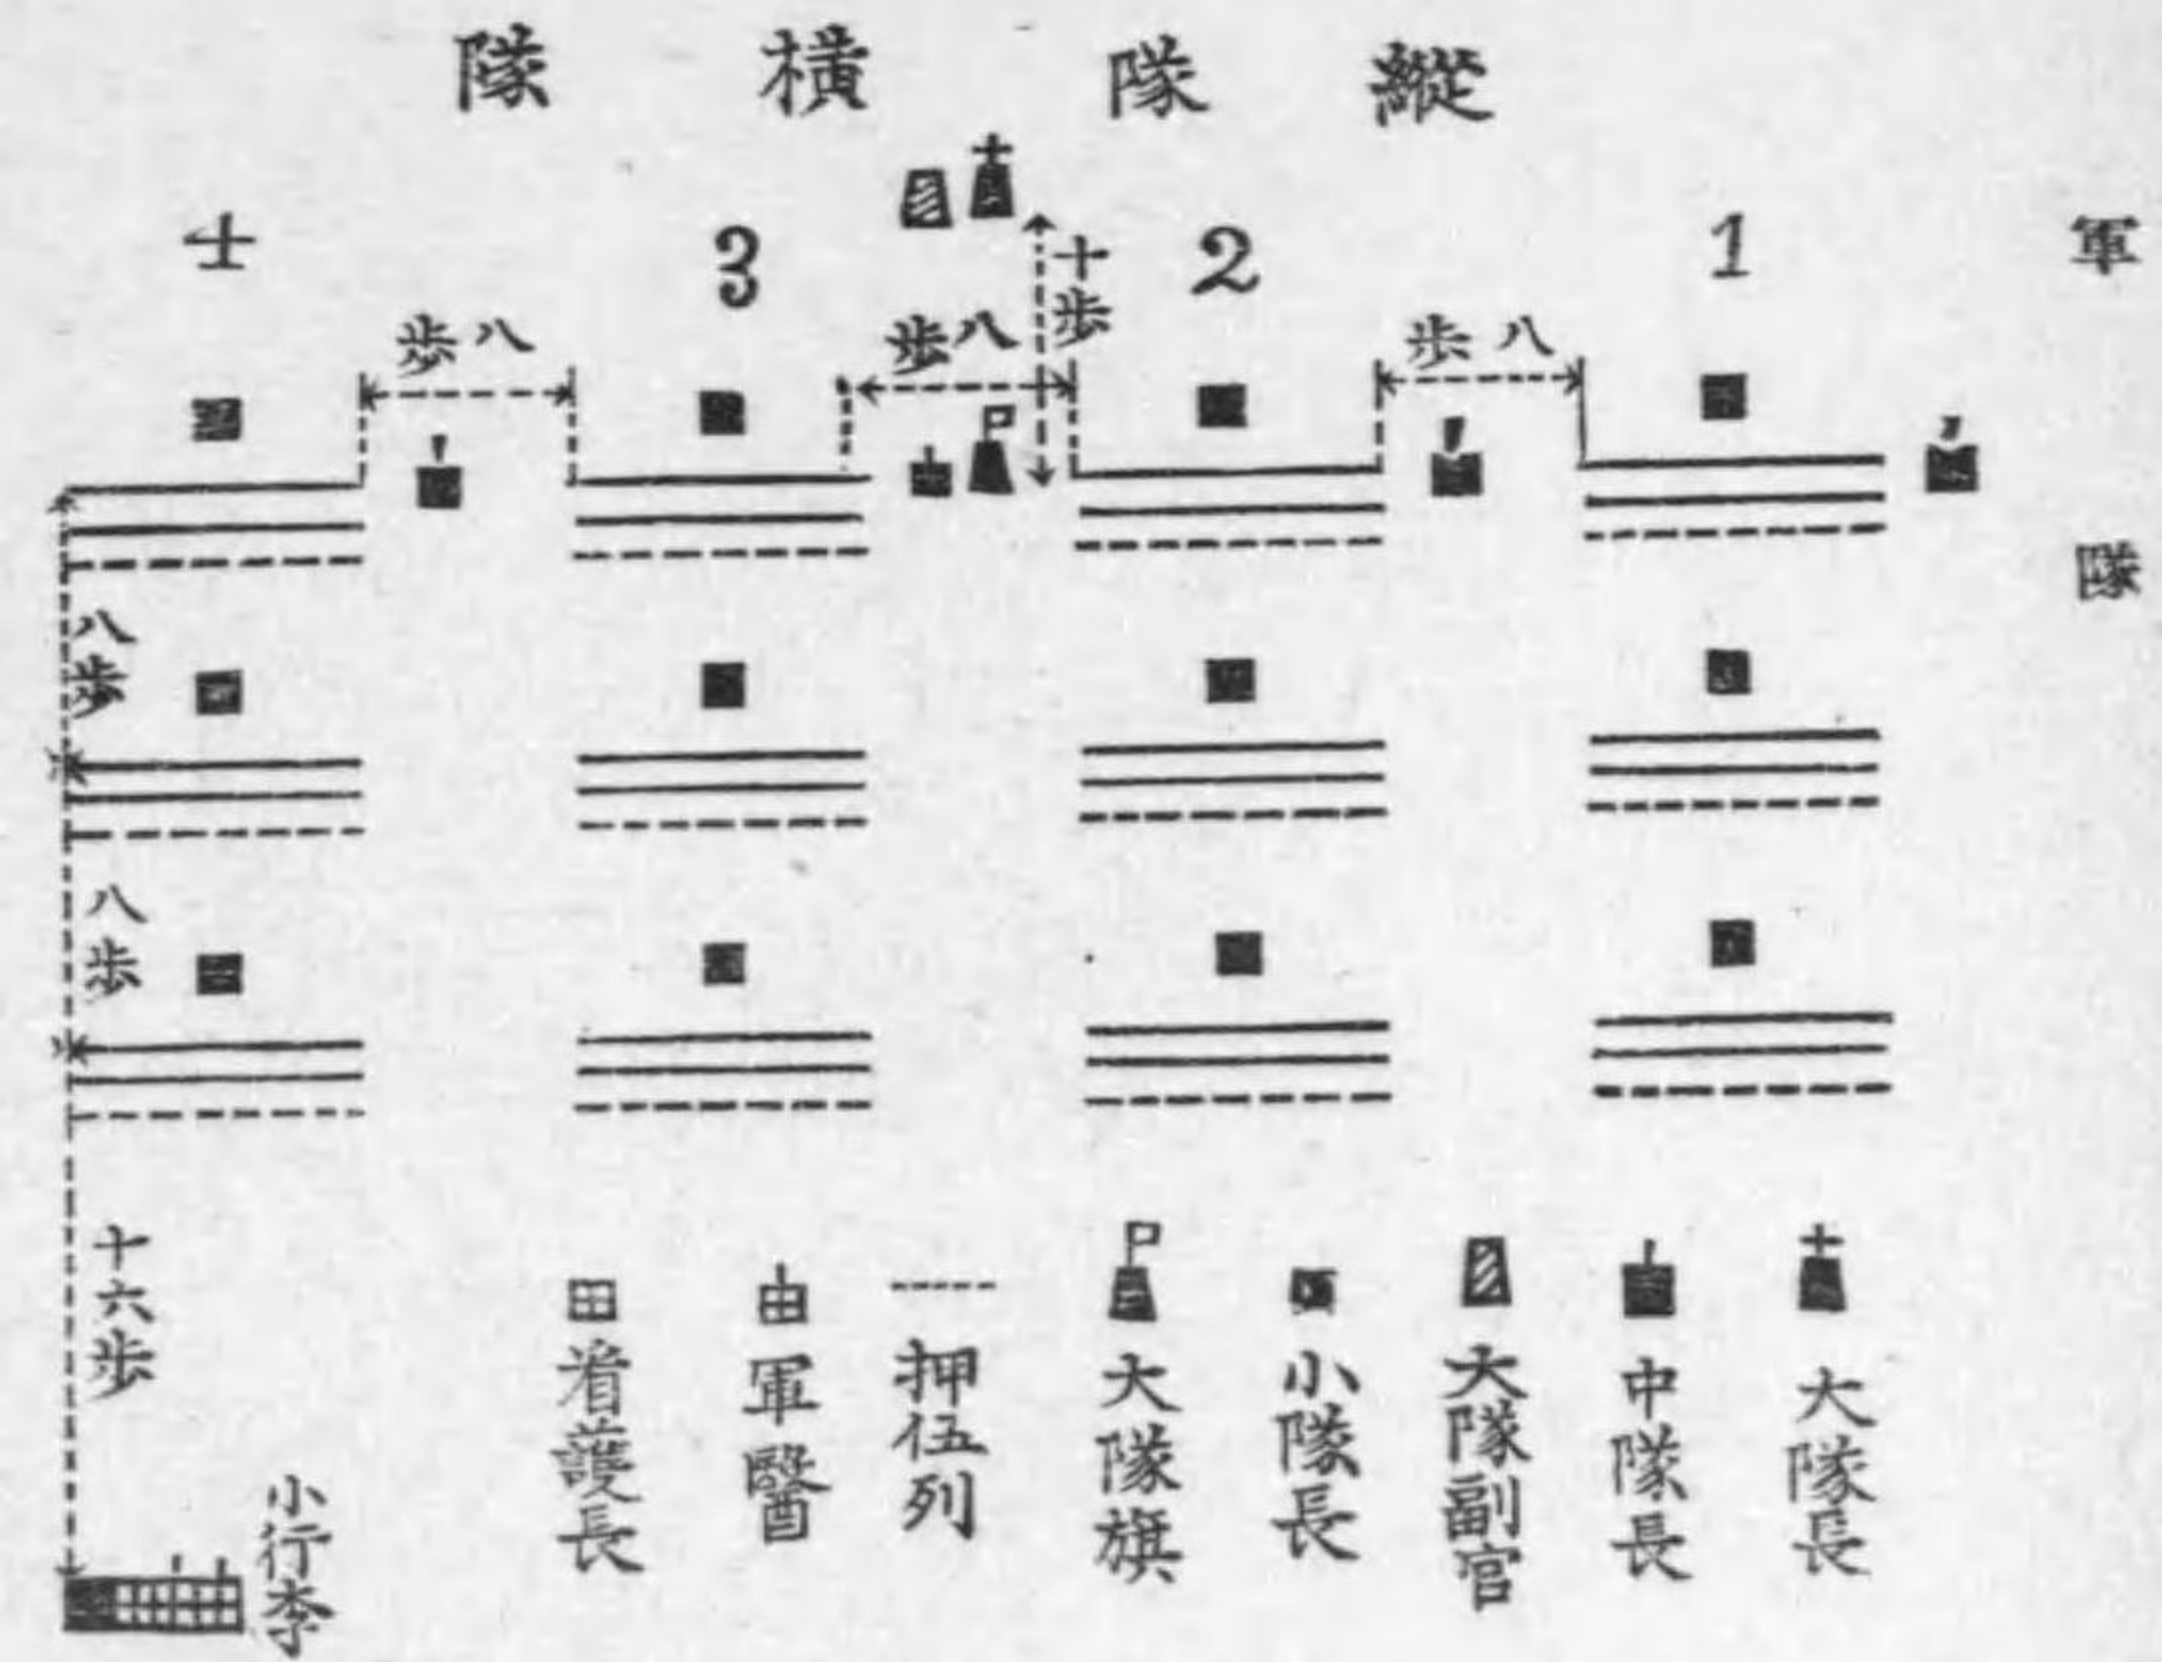 縱隊橫隊
軍隊
1
2
3
4
八步
十步
八步
八步
八步
八步
十六步
大隊長
中隊長
大隊副官
小隊長
大隊旗
押伍列
軍醫
看護長
小行李